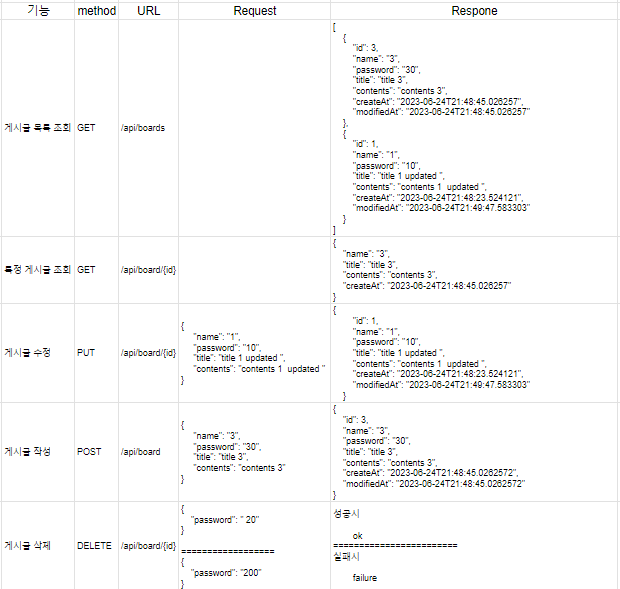 기능 method URL Request Respone
게시글 목록 조회 GET /api/boards
[
{
"id": 3,
"name": "3",
"password": "30",
"title": "title 3",
"contents": "contents 3",
"createAt": "2023-06-24T21:48:45.026257",
"modifiedAt": "2023-06-24T21:48:45.026257"
},
{
"id": 1,
"name": "1",
"password": "10",
"title": "title 1 updated ",
"contents": "contents 1  updated ",
"createAt": "2023-06-24T21:48:23.524121",
"modifiedAt": "2023-06-24T21:49:47.583303"
}
]
특정 게시글 조회 GET /api/board/{id}
{
"name": "3",
"title": "title 3",
"contents": "contents 3",
"createAt": "2023-06-24T21:48:45.026257"
}
게시글 수정 PUT /api/board/{id}
{
"name": "1",
"password": "10",
"title": "title 1 updated ",
"contents": "contents 1  updated "
}
{
"id": 1,
"name": "1",
"password": "10",
"title": "title 1 updated ",
"contents": "contents 1  updated ",
"createAt": "2023-06-24T21:48:23.524121",
"modifiedAt": "2023-06-24T21:49:47.583303"
}
게시글 작성 POST /api/board
{
"name": "3",
"password": "30",
"title": "title 3",
"contents": "contents 3"
}
{
"id": 3,
"name": "3",
"password": "30",
"title": "title 3",
"contents": "contents 3",
"createAt": "2023-06-24T21:48:45.0262572",
"modifiedAt": "2023-06-24T21:48:45.0262572"
}
게시글 삭제 DELETE /api/board/{id}
{
"password": " 20"
}
==================
{
"password": "200"
}
성공시
ok
========================
실패시
failure